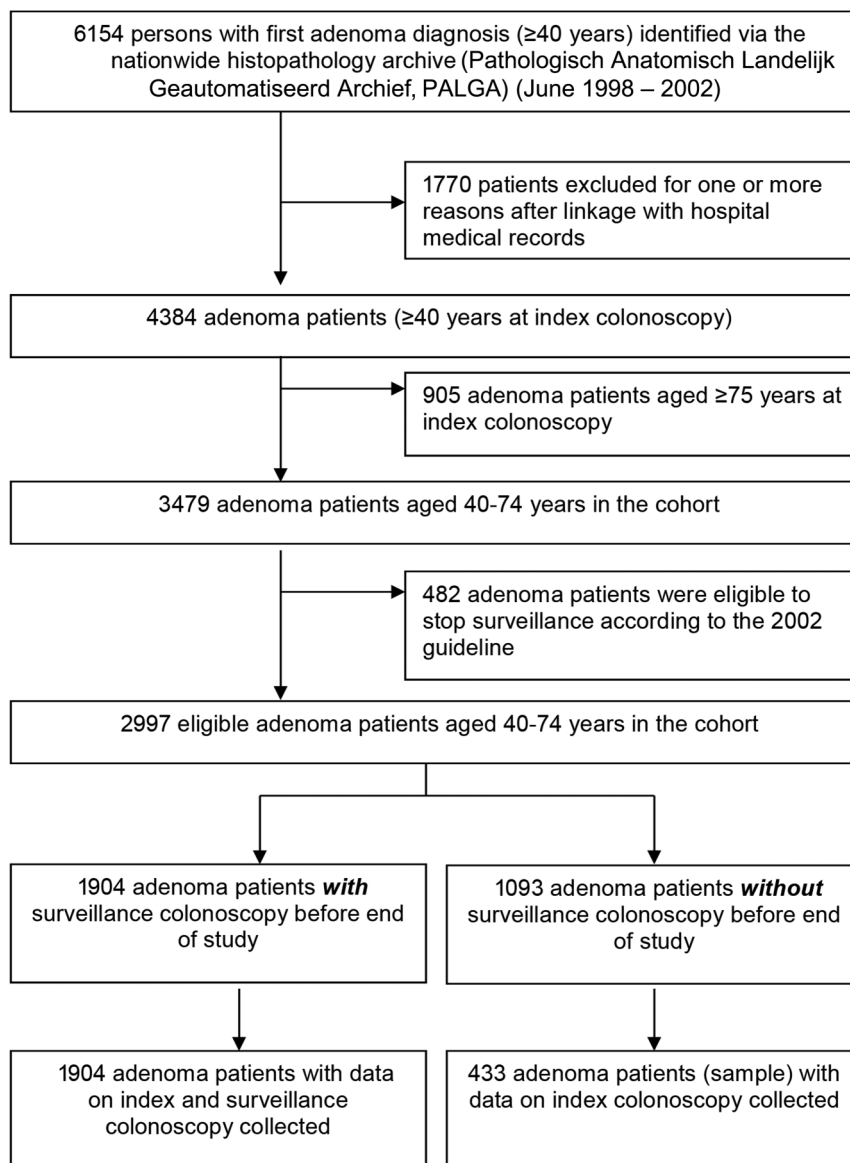 6154 persons with first adenoma diagnosis (≥40 years) identified via the
nationwide histopathology archive (Pathologisch Anatomisch Landelijk
Geautomatiseerd Archief, PALGA) (June 1998 – 2002)
1770 patients excluded for one or more
reasons after linkage with hospital
medical records
4384 adenoma patients (≥40 years at index colonoscopy)
905 adenoma patients aged ≥75 years at
index colonoscopy
3479 adenoma patients aged 40-74 years in the cohort
482 adenoma patients were eligible to
stop surveillance according to the 2002
guideline
2997 eligible adenoma patients aged 40-74 years in the cohort
1904 adenoma patients with
surveillance colonoscopy before end
of study
1093 adenoma patients without
surveillance colonoscopy before end
of study
1904 adenoma patients with data
on index and surveillance
colonoscopy collected
433 adenoma patients (sample) with
data on index colonoscopy collected